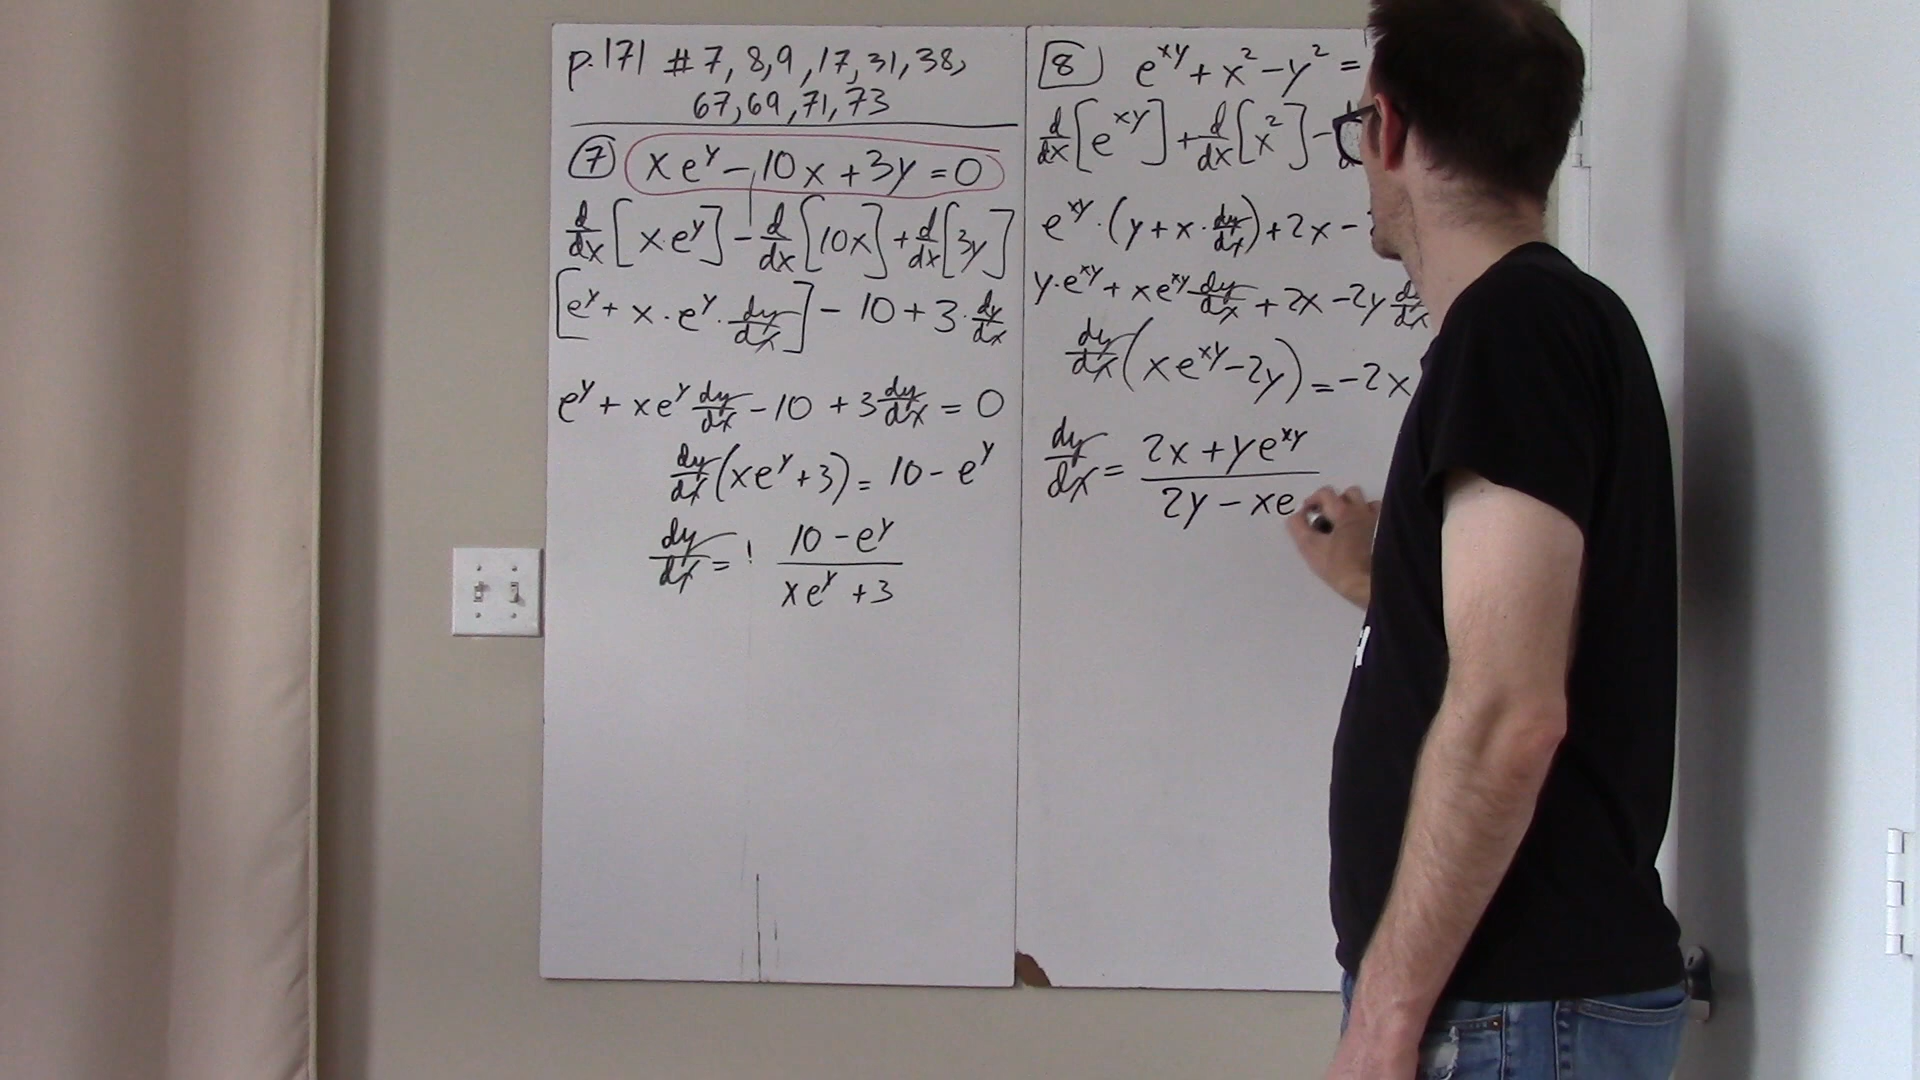 p.171 # 7, 8, 9, 17, 31, 38,
67, 69, 71, 73
(7) xe^y - 10x + 3y = 0
d/dx [x·e^y] - d/dx [10x] + d/dx [3y]
[e^y + x·e^y·dy/dx] - 10 + 3·dy/dx
e^y + xe^y dy/dx - 10 + 3 dy/dx = 0
dy/dx (xe^y + 3) = 10 - e^y
dy/dx = (10 - e^y)/(xe^y + 3)
[8] e^xy + x² - y² =
d/dx [e^xy] + d/dx [x²] -
e^xy·(y + x·dy/dx) + 2x -
y·e^xy + xe^xy dy/dx + 2x - 2y dy/dx
dy/dx (xe^xy - 2y) = -2x
dy/dx = (2x + ye^xy)/(2y - xe